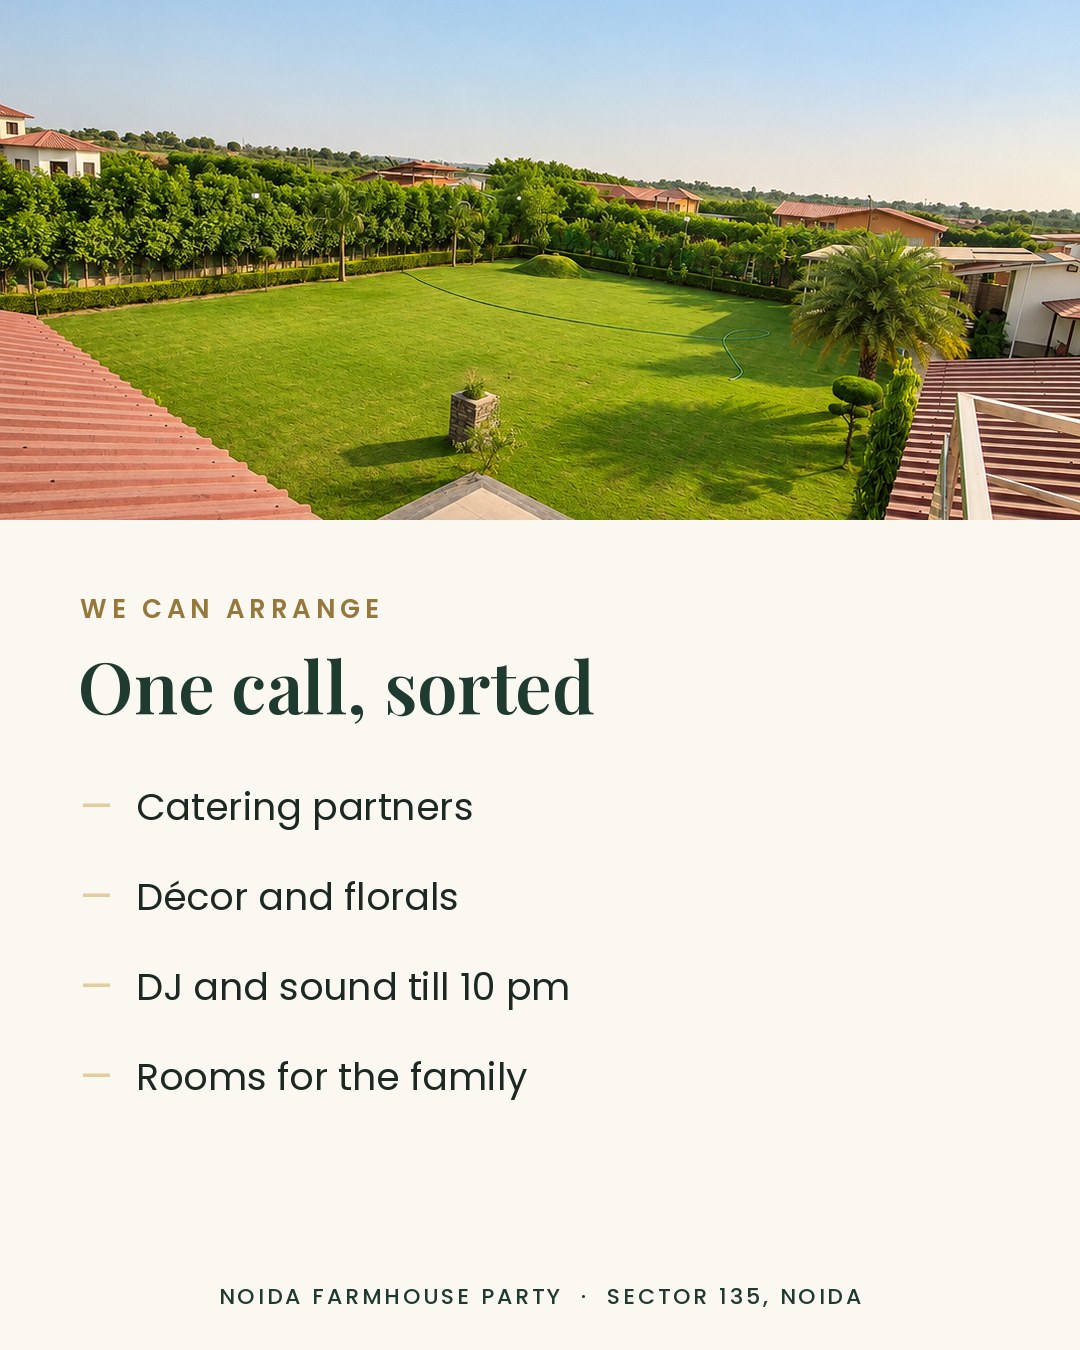 WE CAN ARRANGE
One call, sorted
— Catering partners
— Décor and florals
— DJ and sound till 10 pm
— Rooms for the family
NOIDA FARMHOUSE PARTY · SECTOR 135, NOIDA